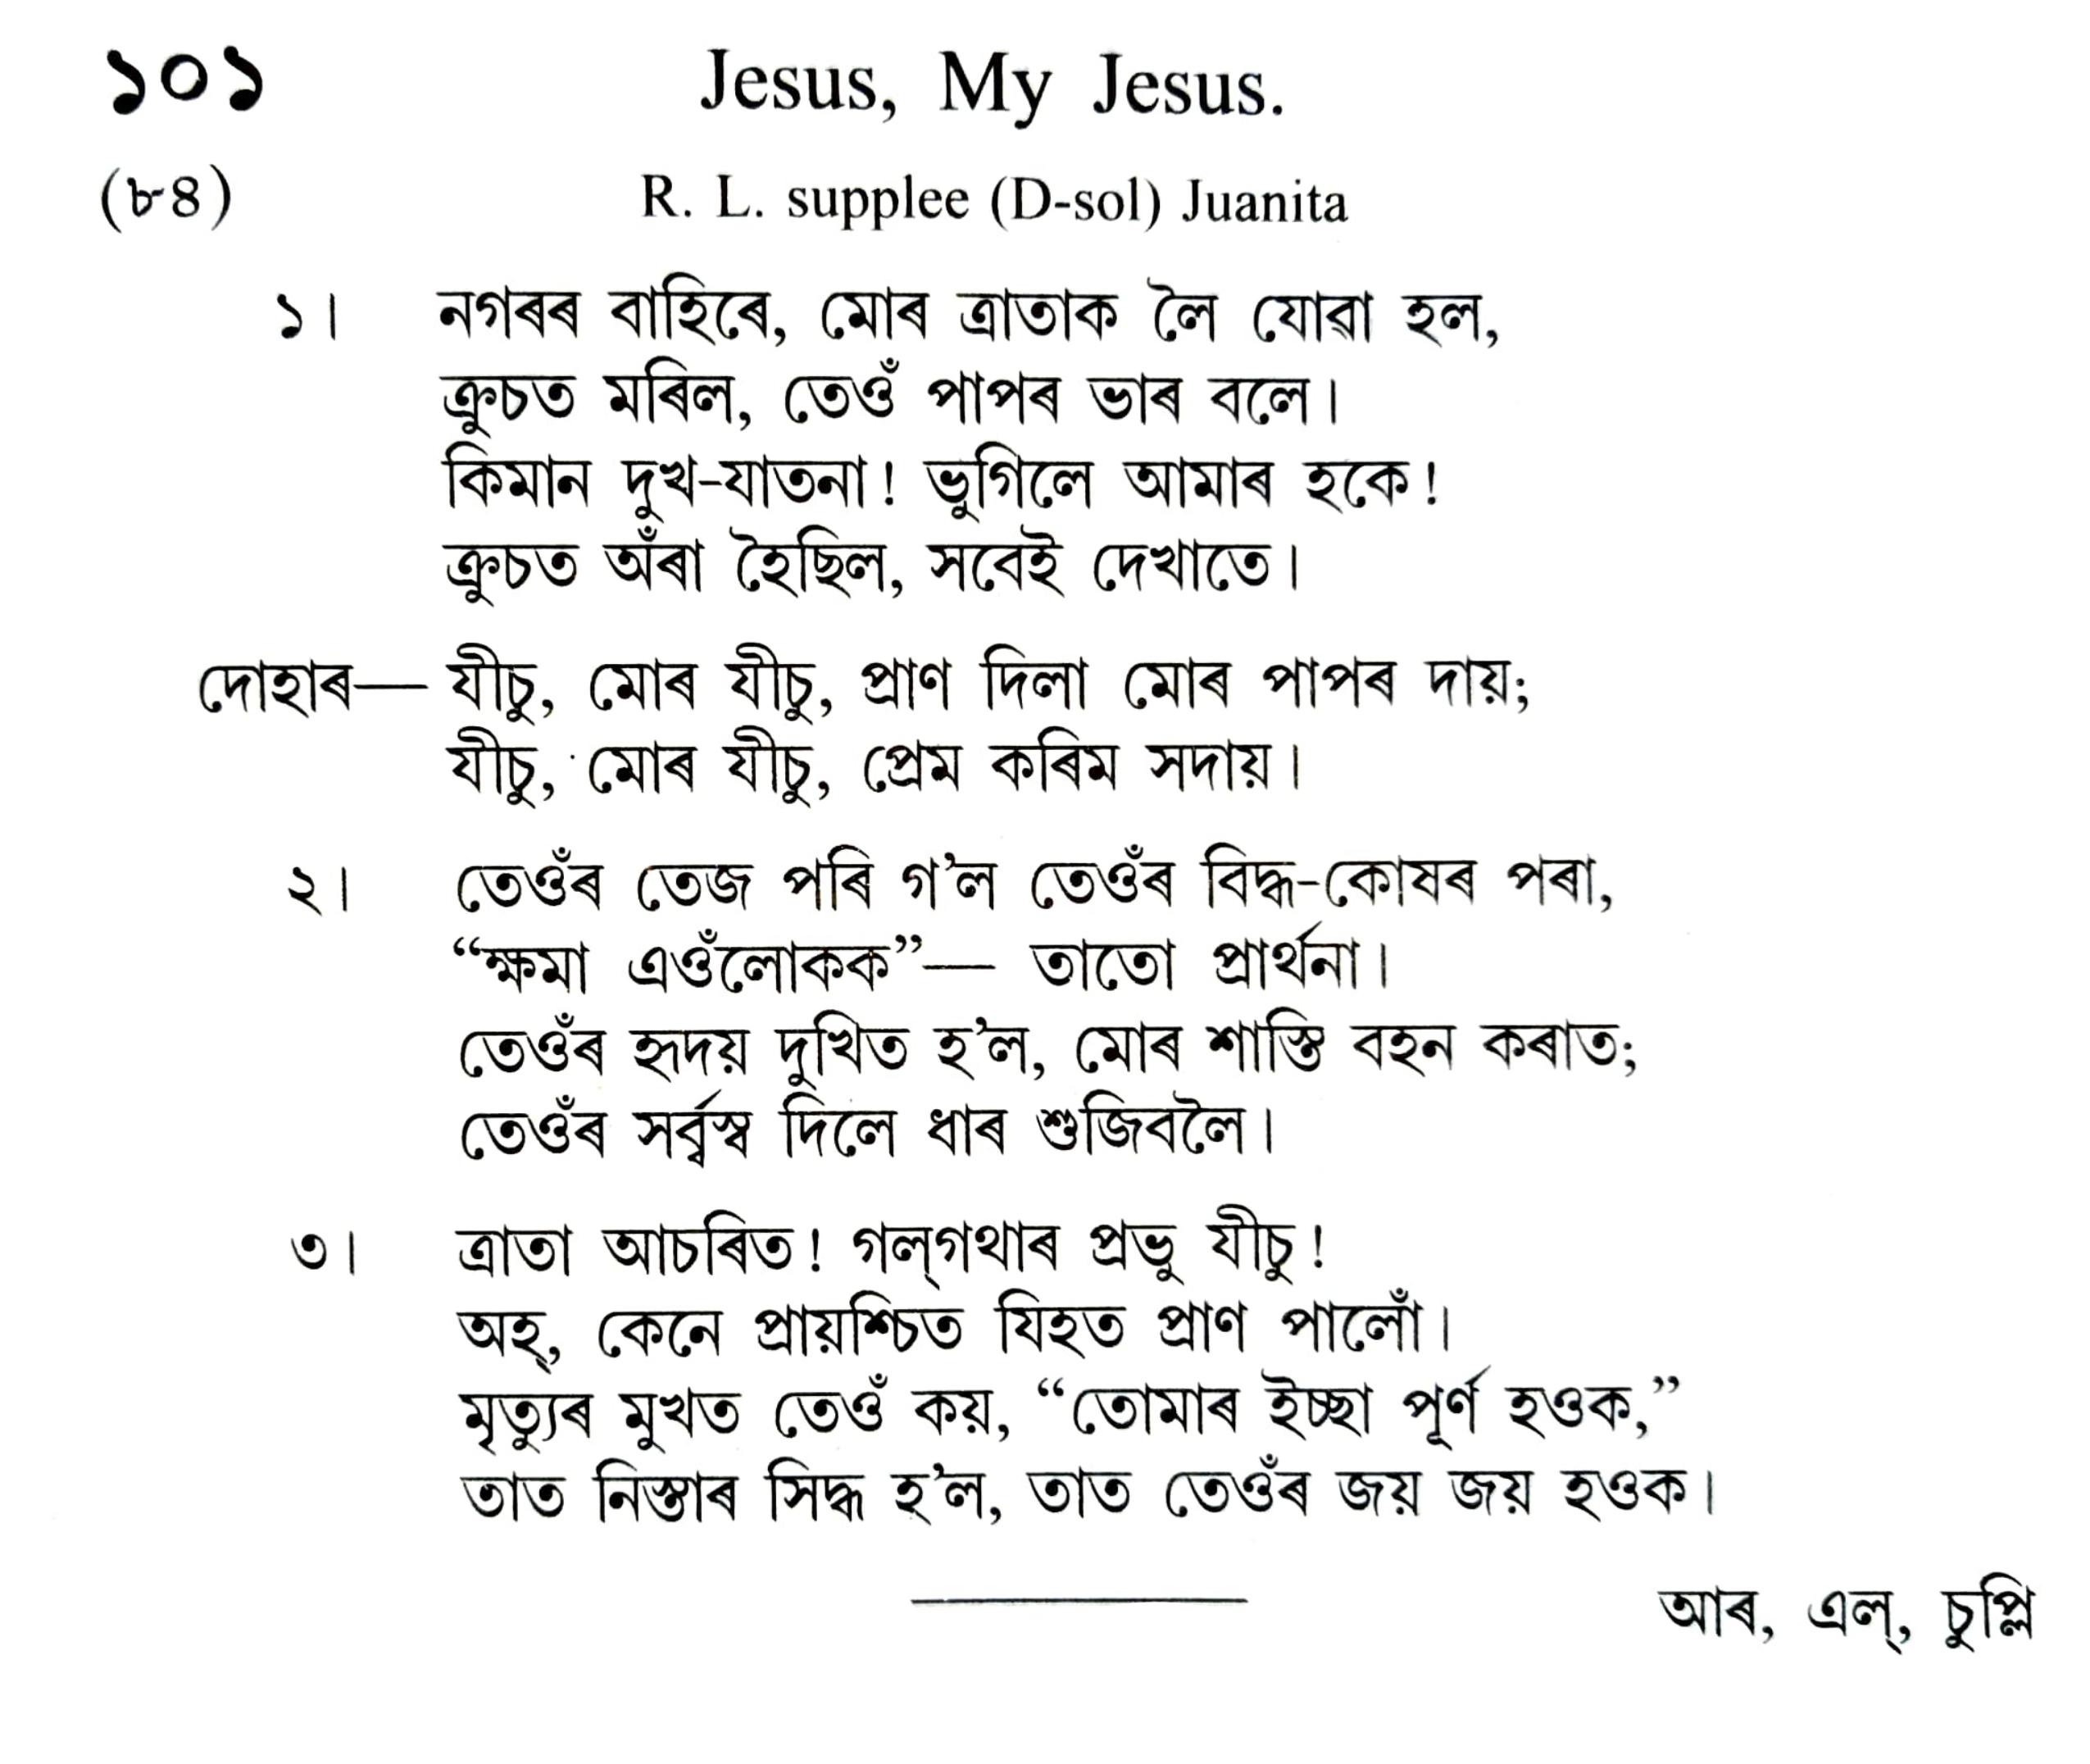 ১০১ Jesus, My Jesus.
(৮৪) R. L. supplee (D-sol) Juanita
১। নগৰৰ বাহিৰে, মোৰ ত্ৰাতাক লৈ যোৱা হল,
ক্ৰুচত মৰিল, তেওঁ পাপৰ ভাৰ বলে।
কিমান দুখ-যাতনা! ভুগিলে আমাৰ হকে!
ক্ৰুচত অঁৰা হৈছিল, সবেই দেখাতে।
দোহাৰ— যীচু, মোৰ যীচু, প্ৰাণ দিলা মোৰ পাপৰ দায়;
যীচু, মোৰ যীচু, প্ৰেম কৰিম সদায়।
২। তেওঁৰ তেজ পৰি গ’ল তেওঁৰ বিদ্ধ-কোষৰ পৰা,
“ক্ষমা এওঁলোকক”— তাতো প্ৰাৰ্থনা।
তেওঁৰ হৃদয় দুখিত হ’ল, মোৰ শাস্তি বহন কৰাত;
তেওঁৰ সৰ্ব্বস্ব দিলে ধাৰ শুজিবলৈ।
৩। ত্ৰাতা আচৰিত! গল্‌গথাৰ প্ৰভু যীচু!
অহ্, কেনে প্ৰায়শ্চিত যিহত প্ৰাণ পালোঁ।
মৃত্যুৰ মুখত তেওঁ কয়, “তোমাৰ ইচ্ছা পূৰ্ণ হওক,”
তাত নিস্তাৰ সিদ্ধ হ’ল, তাত তেওঁৰ জয় জয় হওক।
আৰ, এল্, চুপ্লি